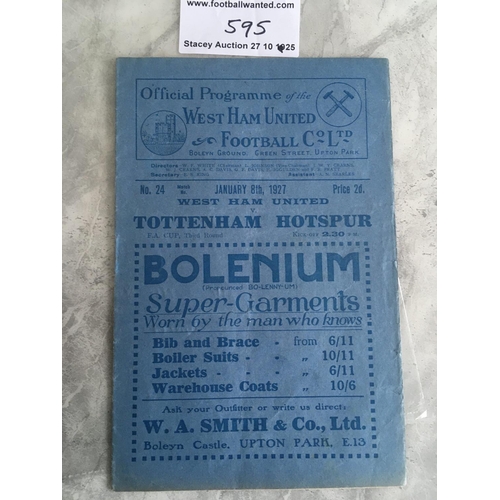 www.footballwanted.com
595
Stacey Auction 27 10 1925
Official Programme of the
WEST HAM UNITED
FOOTBALL CO. LTD
BOLEYN GROUND, GREEN STREET, UPTON PARK
Directors
Secretary Assistant
No. 24 JANUARY 8th, 1927 Price 2d.
WEST HAM UNITED
v
TOTTENHAM HOTSPUR
F.A. CUP, Third Round Kick-off 2.30 p.m.
BOLENIUM
(Pronounced BO-LENNY-UM)
Super-Garments
Worn by the man who knows
Bib and Brace - from 6/11
Boiler Suits - - „ 10/11
Jackets - - - „ 6/11
Warehouse Coats „ 10/6
Ask your Outfitter or write us direct:
W. A. SMITH & Co., Ltd.
Boleyn Castle, UPTON PARK, E.13